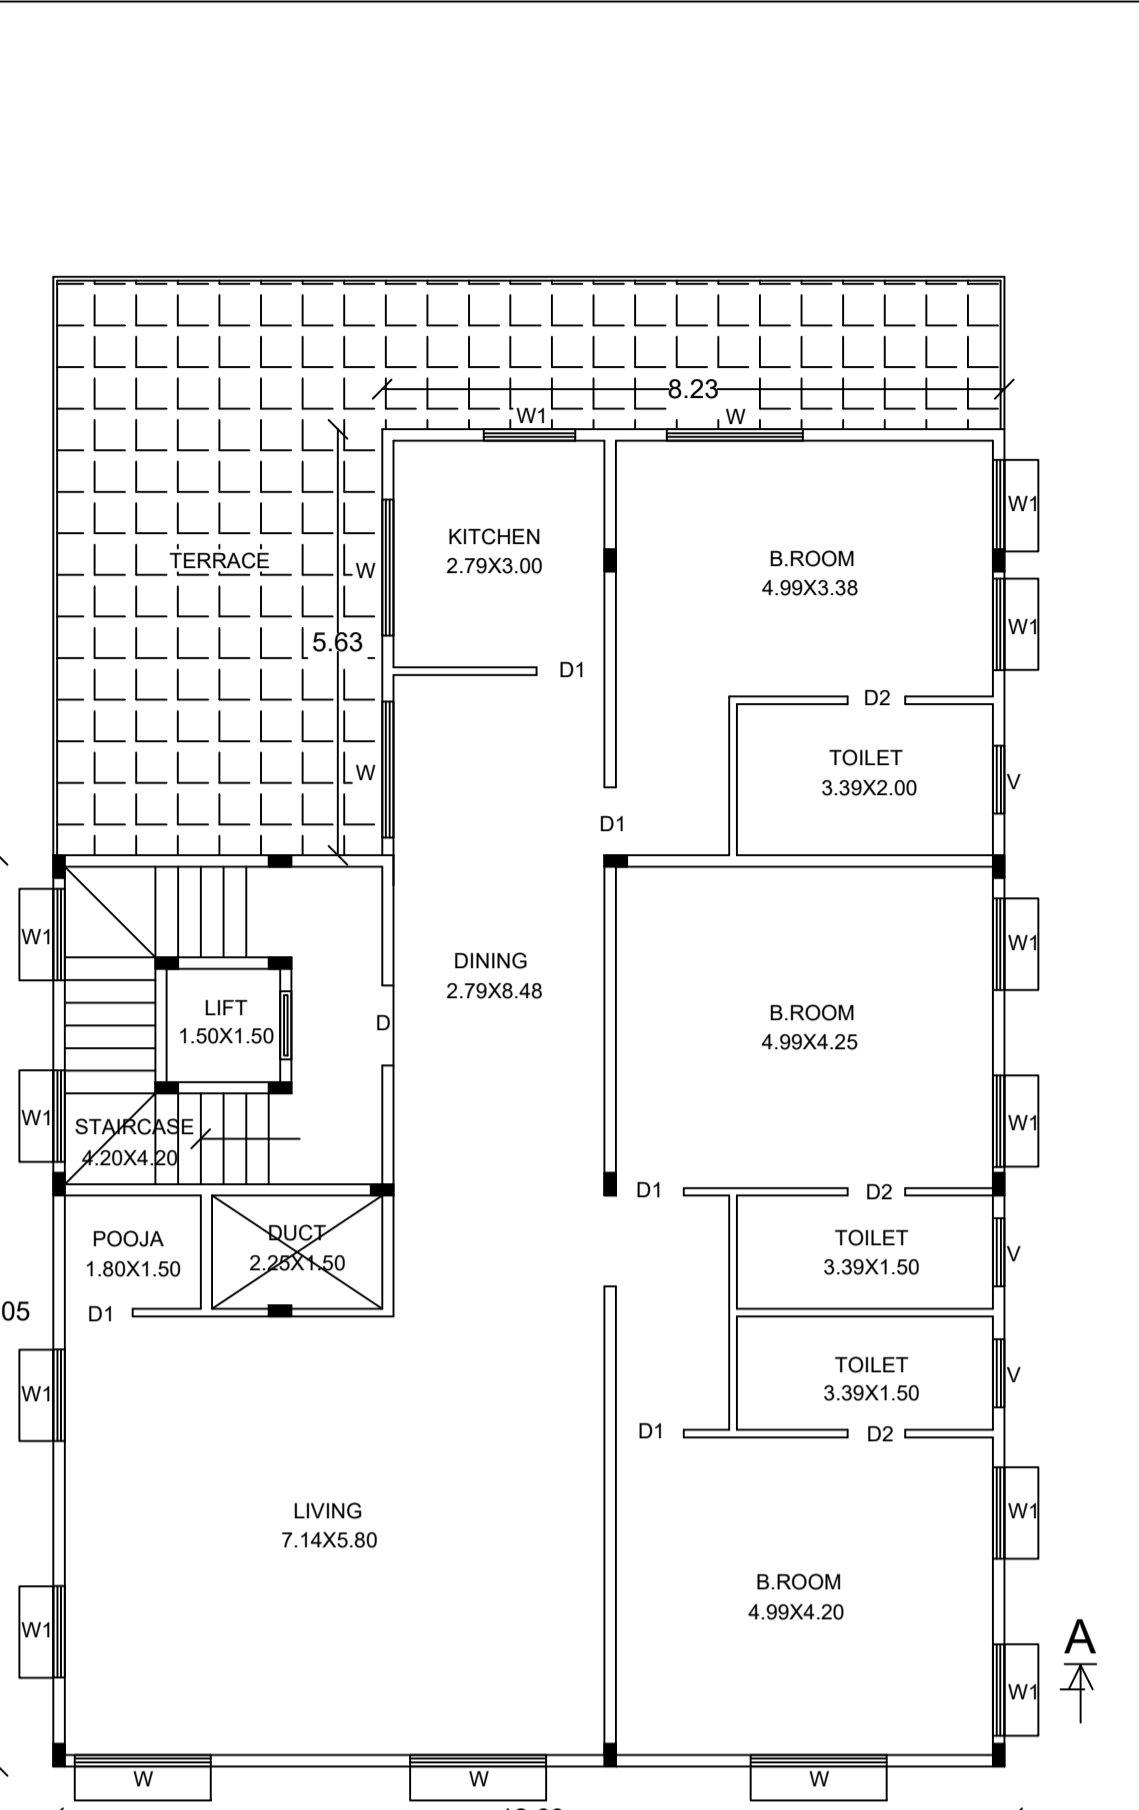 8.23
W1
W
W1
KITCHEN
2.79X3.00
B.ROOM
4.99X3.38
TERRACE
W
W1
5.63
D1
D2
TOILET
3.39X2.00
W
V
D1
W1
W1
DINING
2.79X8.48
LIFT
1.50X1.50
D
B.ROOM
4.99X4.25
W1
STAIRCASE
4.20X4.20
W1
D1
D2
POOJA
1.80X1.50
DUCT
2.25X1.50
TOILET
3.39X1.50
V
05
D1
W1
TOILET
3.39X1.50
V
D1
D2
LIVING
7.14X5.80
W1
B.ROOM
4.99X4.20
W1
A
W1
W
W
W